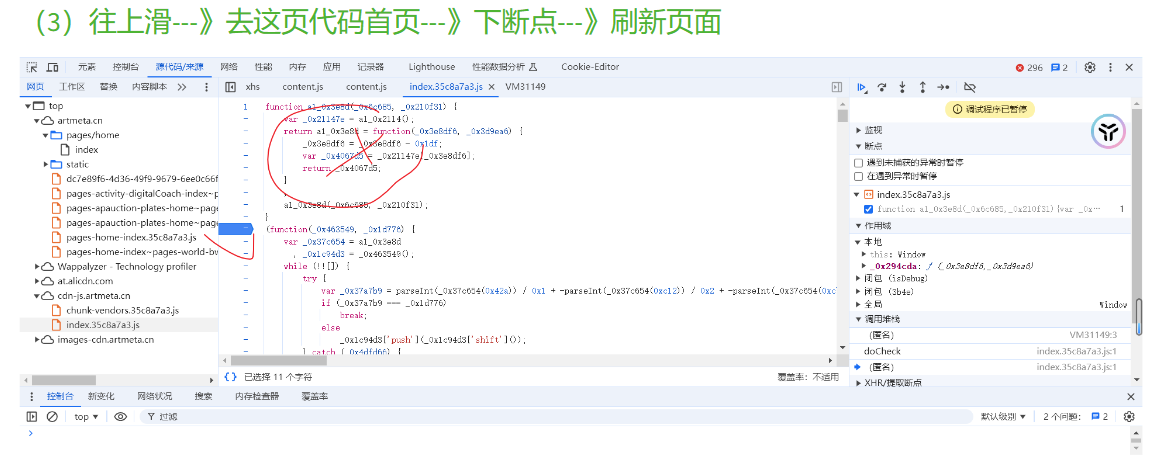 （3）往上滑---》去这页代码首页---》下断点---》刷新页面
元素 控制台 源代码/来源 网络 性能 内存 应用 记录器 Lighthouse 性能数据分析 Cookie-Editor 296 2
网页 工作区 替换 内容脚本 xhs content.js content.js index.35c8a7a3.js VM31149
top
artmeta.cn
pages/home
index
static
dc7e89f6-4d36-49f9-9679-6ee0c66f
pages-activity-digitalCoach-index~p
pages-apauction-plates-home~page
pages-apauction-plates-home~page
pages-home-index.35c8a7a3.js
pages-home-index~pages-world-bw
Wappalyzer - Technology profiler
at.alicdn.com
cdn-js.artmeta.cn
chunk-vendors.35c8a7a3.js
index.35c8a7a3.js
images-cdn.artmeta.cn
1 function a1_0x3e8d(_0x6c685, _0x210f31) {
var _0x21147e = a1_0x2114();
return a1_0x3e8d = function(_0x3e8df6, _0x3d9ea6) {
_0x3e8df6 = _0x3e8df6 - 0x1df;
var _0x4067d5 = _0x21147e[_0x3e8df6];
return _0x4067d5;
}
,
a1_0x3e8d(_0x6c685, _0x210f31);
}
(function(_0x463549, _0x1d776) {
var _0x37c654 = a1_0x3e8d
, _0x1c94d3 = _0x463549();
while (!![]) {
try {
var _0x37a7b9 = parseInt(_0x37c654(0x42a)) / 0x1 + -parseInt(_0x37c654(0xc12)) / 0x2 + -parseInt(_0x37c654(0xc
if (_0x37a7b9 === _0x1d776)
break;
else
_0x1c94d3['push'](_0x1c94d3['shift']());
} catch (_0x4dfd66) {
{} 已选择 11 个字符 覆盖率：不适用
调试程序已暂停
监视
断点
遇到未捕获的异常时暂停
在遇到异常时暂停
index.35c8a7a3.js
function a1_0x3e8d(_0x6c685,_0x210f31){var _0x… 1
作用域
本地
this: Window
_0x294cda: ƒ (_0x3e8df6,_0x3d9ea6)
闭包 (isDebug)
闭包 (3b4e)
全局 Window
调用堆栈
(匿名) VM31149:3
doCheck index.35c8a7a3.js:1
(匿名) index.35c8a7a3.js:1
XHR/提取断点
控制台 新变化 网络状况 搜索 内存检查器 覆盖率
top 过滤 默认级别 2 个问题: 2